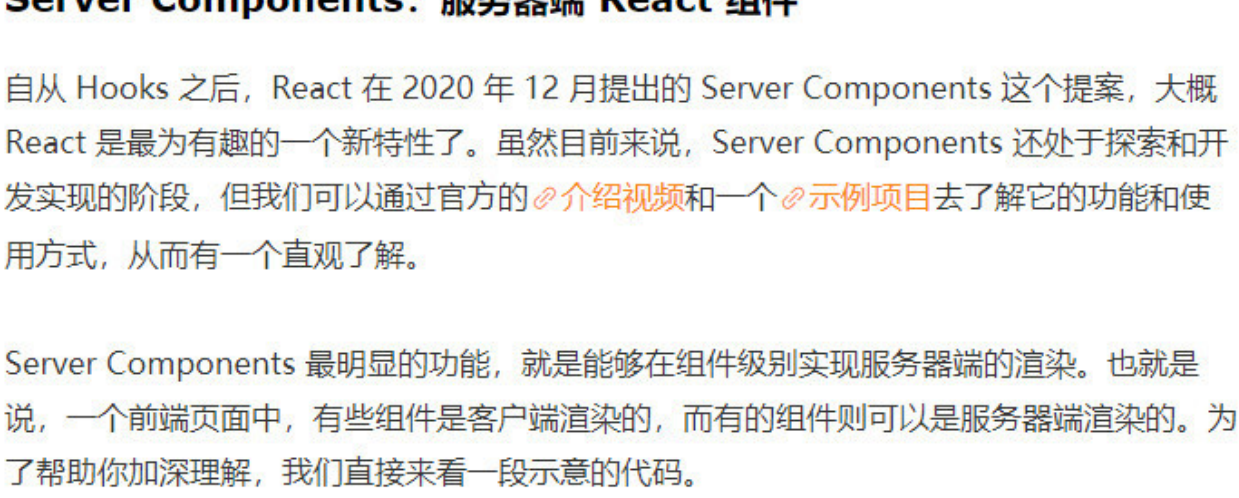 Server Components：服务器端 React 组件
自从 Hooks 之后，React 在 2020 年 12 月提出的 Server Components 这个提案，大概
React 是最为有趣的一个新特性了。虽然目前来说，Server Components 还处于探索和开
发实现的阶段，但我们可以通过官方的介绍视频和一个示例项目去了解它的功能和使
用方式，从而有一个直观了解。
Server Components 最明显的功能，就是能够在组件级别实现服务器端的渲染。也就是
说，一个前端页面中，有些组件是客户端渲染的，而有的组件则可以是服务器端渲染的。为
了帮助你加深理解，我们直接来看一段示意的代码。